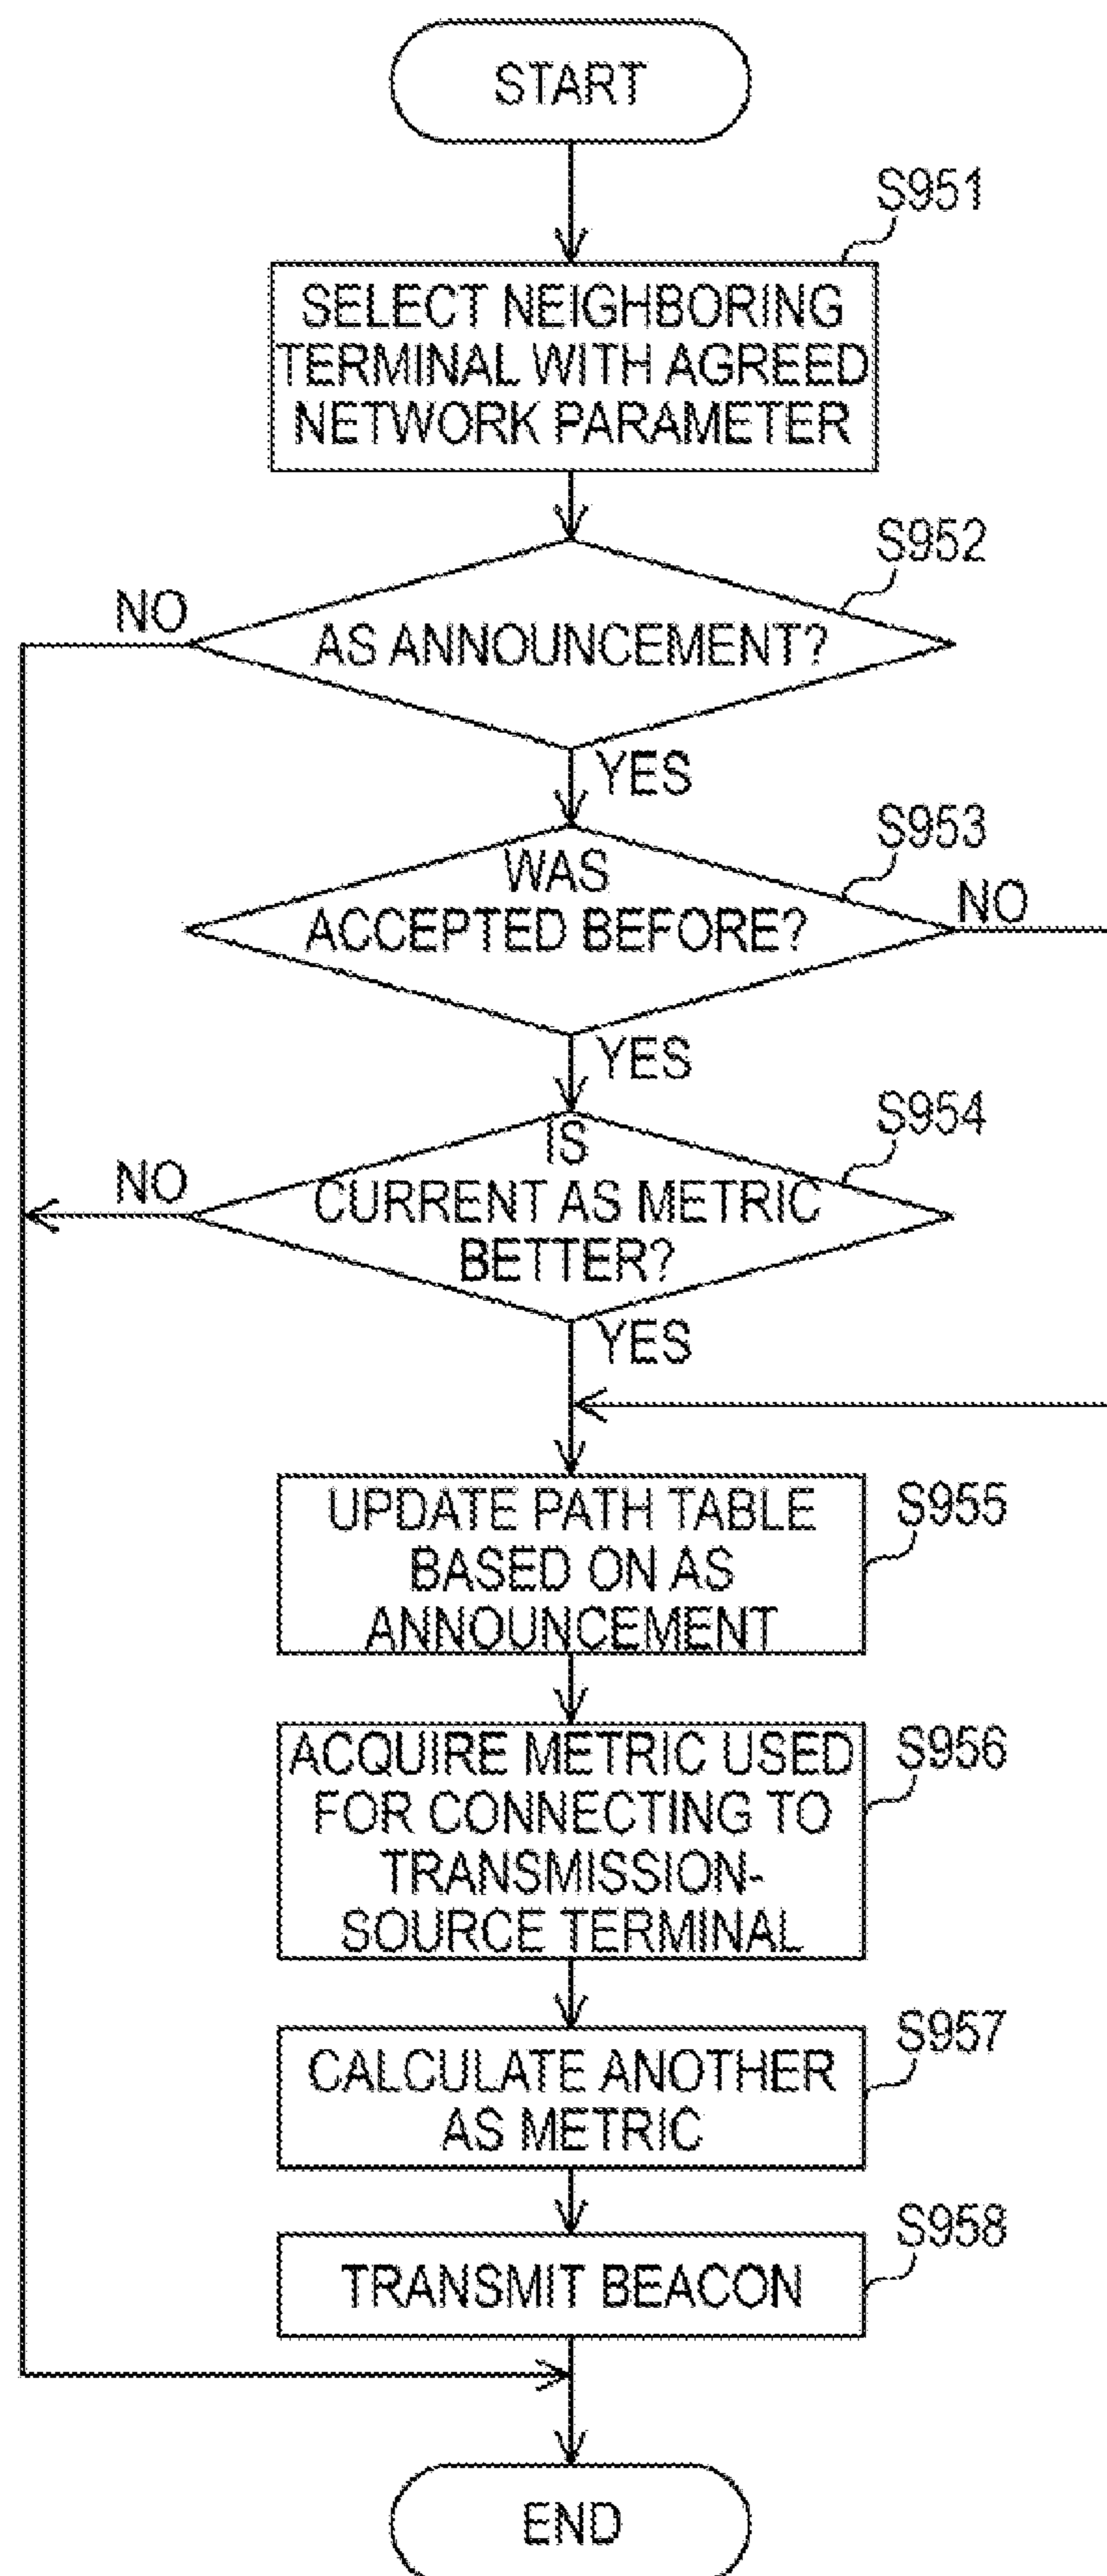 START
S951
SELECT NEIGHBORING
TERMINAL WITH AGREED
NETWORK PARAMETER
S952
NO
AS ANNOUNCEMENT?
YES
S953
WAS
ACCEPTED BEFORE?
NO
YES
S954
NO
IS
CURRENT AS METRIC
BETTER?
YES
S955
UPDATE PATH TABLE
BASED ON AS
ANNOUNCEMENT
S956
ACQUIRE METRIC USED
FOR CONNECTING TO
TRANSMISSION-
SOURCE TERMINAL
S957
CALCULATE ANOTHER
AS METRIC
S958
TRANSMIT BEACON
END